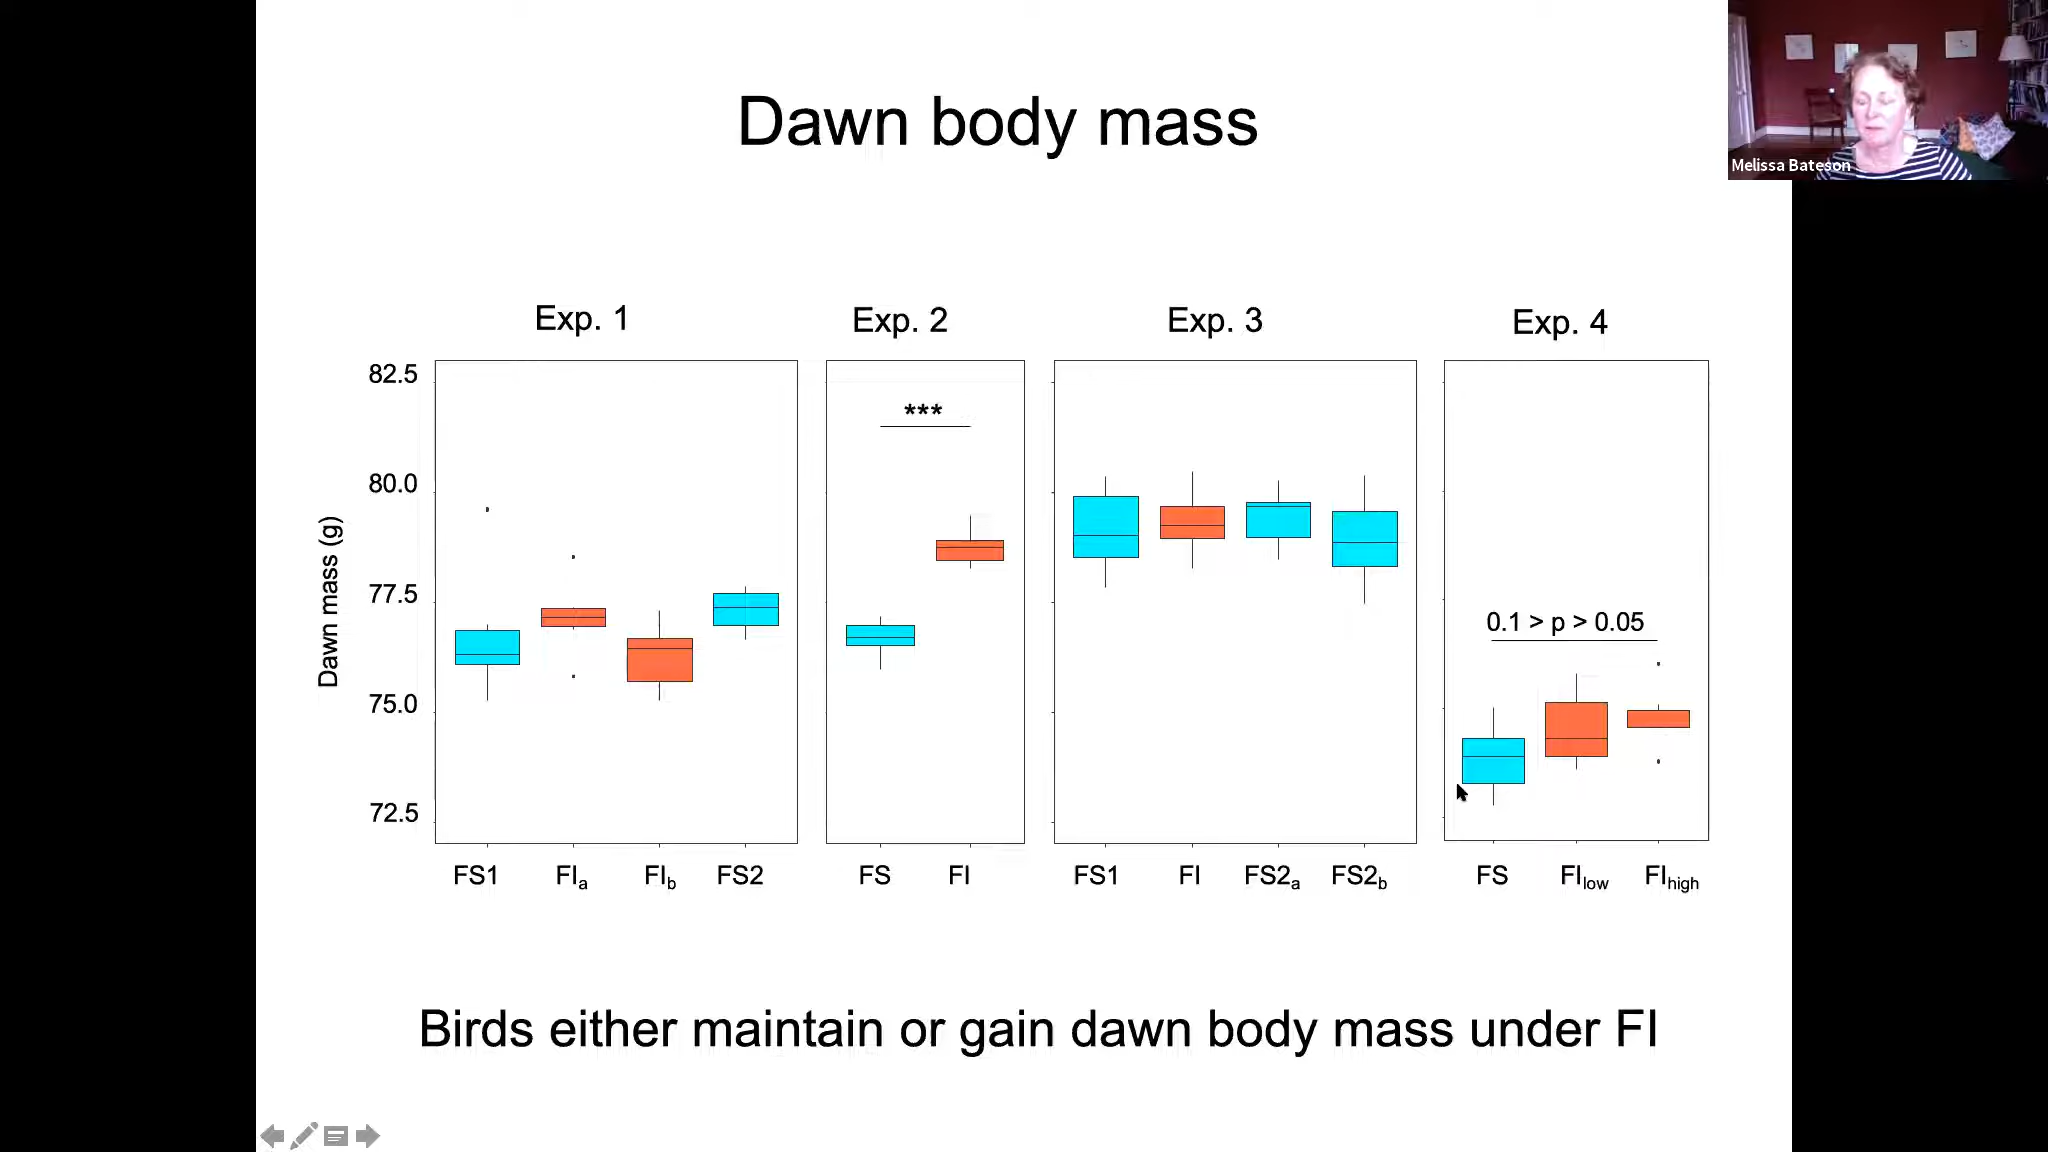 Dawn body mass
Melissa Bateson
Exp. 1
Exp. 2
Exp. 3
Exp. 4
Dawn mass (g)
82.5
80.0
77.5
75.0
72.5
***
0.1 > p > 0.05
FS1 FIa FIb FS2
FS FI
FS1 FI FS2a FS2b
FS FIlow FIhigh
Birds either maintain or gain dawn body mass under FI